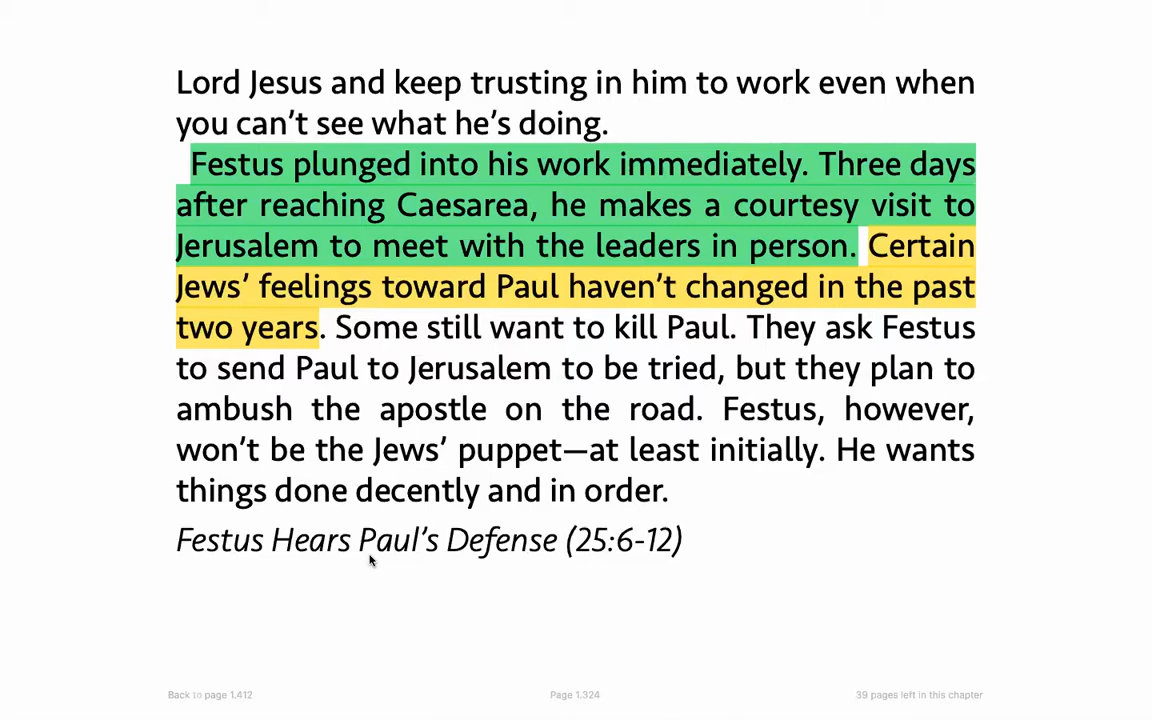 Lord Jesus and keep trusting in him to work even when
you can’t see what he’s doing.
Festus plunged into his work immediately. Three days
after reaching Caesarea, he makes a courtesy visit to
Jerusalem to meet with the leaders in person. Certain
Jews’ feelings toward Paul haven’t changed in the past
two years. Some still want to kill Paul. They ask Festus
to send Paul to Jerusalem to be tried, but they plan to
ambush the apostle on the road. Festus, however,
won’t be the Jews’ puppet—at least initially. He wants
things done decently and in order.
Festus Hears Paul’s Defense (25:6-12)
Back to page 1.412
Page 1.324
39 pages left in this chapter